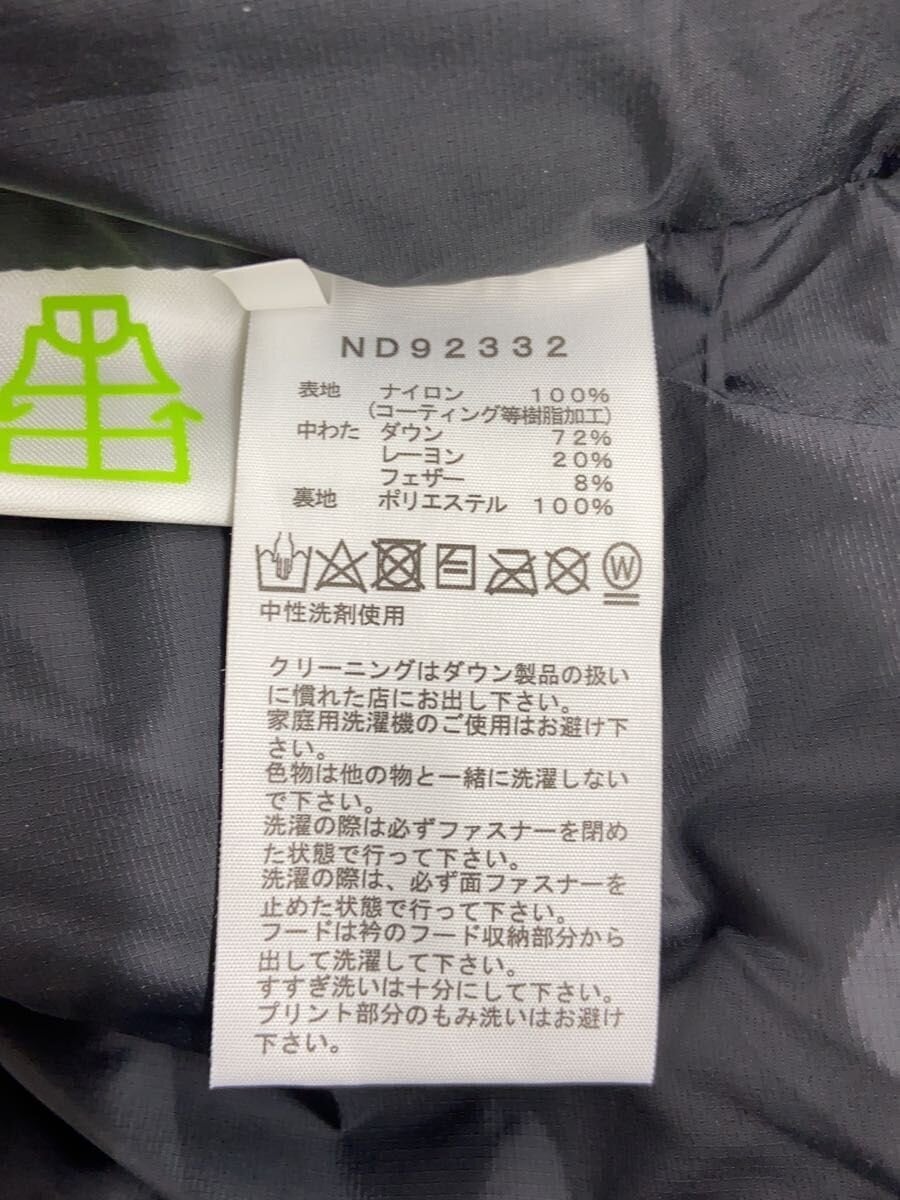 ND92332
表地 ナイロン 100%
(コーティング等樹脂加工)
中わた ダウン 72%
レーヨン 20%
フェザー 8%
裏地 ポリエステル 100%
W
中性洗剤使用
クリーニングはダウン製品の扱い
に慣れた店にお出し下さい。
家庭用洗濯機のご使用はお避け下
さい。
色物は他の物と一緒に洗濯しない
で下さい。
洗濯の際は必ずファスナーを閉め
た状態で行って下さい。
洗濯の際は、必ず面ファスナーを
止めた状態で行って下さい。
フードは衿のフード収納部分から
出して洗濯して下さい。
すすぎ洗いは十分にして下さい。
プリント部分のもみ洗いはお避け
下さい。